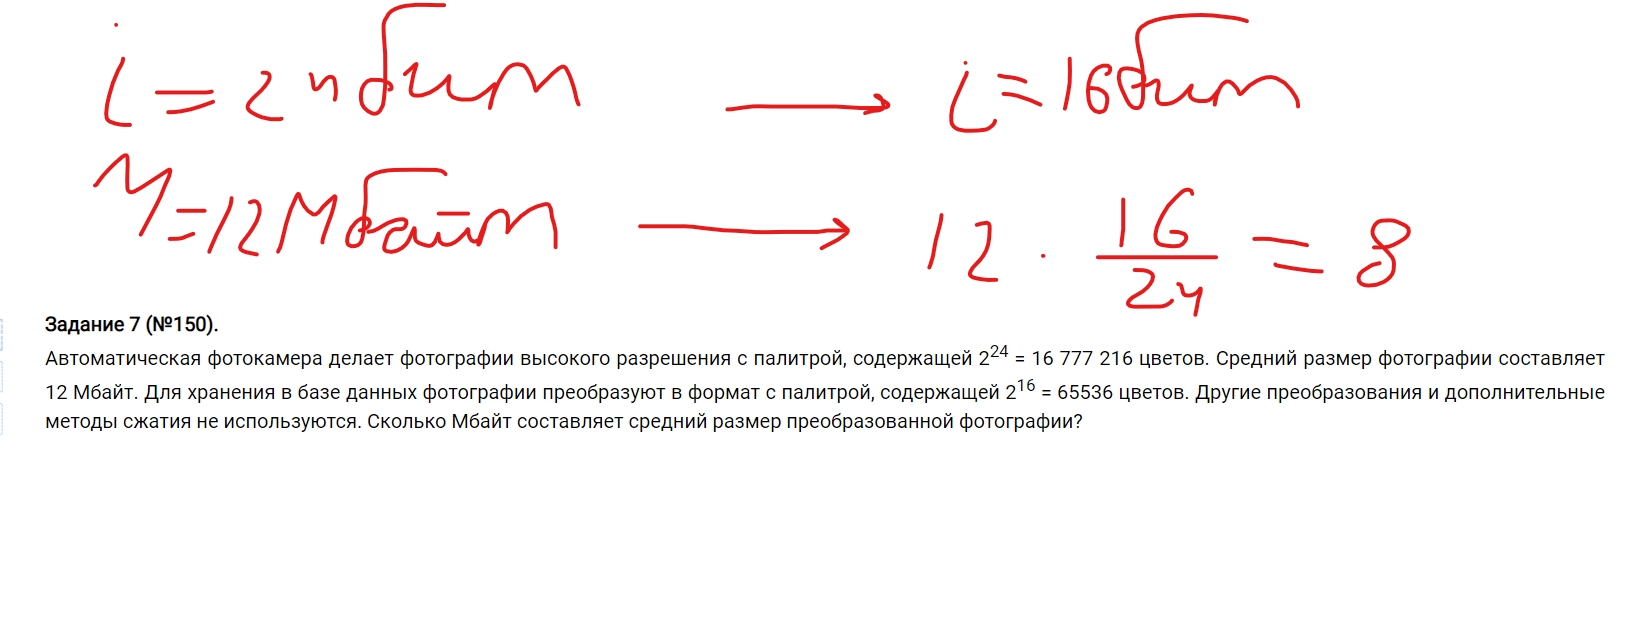 i = 24 бит → i = 16 бит
M = 12 Мбайт → 12 · 16/24 = 8
Задание 7 (№150).
Автоматическая фотокамера делает фотографии высокого разрешения с палитрой, содержащей 2^24 = 16 777 216 цветов. Средний размер фотографии составляет
12 Мбайт. Для хранения в базе данных фотографии преобразуют в формат с палитрой, содержащей 2^16 = 65536 цветов. Другие преобразования и дополнительные
методы сжатия не используются. Сколько Мбайт составляет средний размер преобразованной фотографии?